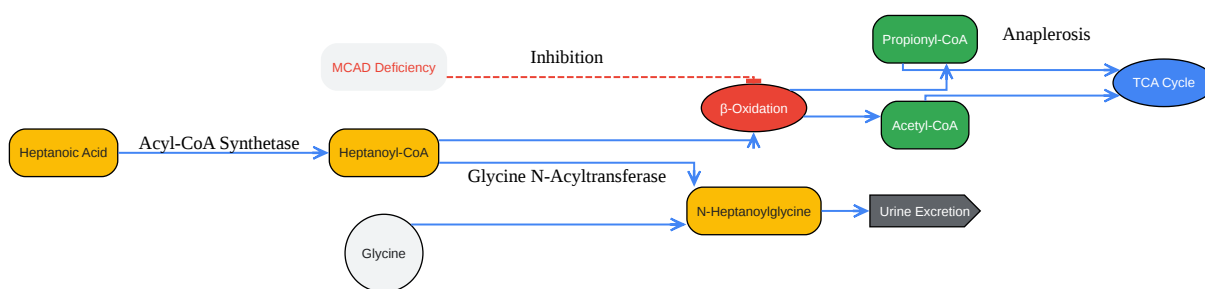 Propionyl-CoA
Anaplerosis
MCAD Deficiency
Inhibition
TCA Cycle
β-Oxidation
Acetyl-CoA
Heptanoic Acid
Acyl-CoA Synthetase
Heptanoyl-CoA
Glycine N-Acyltransferase
N-Heptanoylglycine
Urine Excretion
Glycine